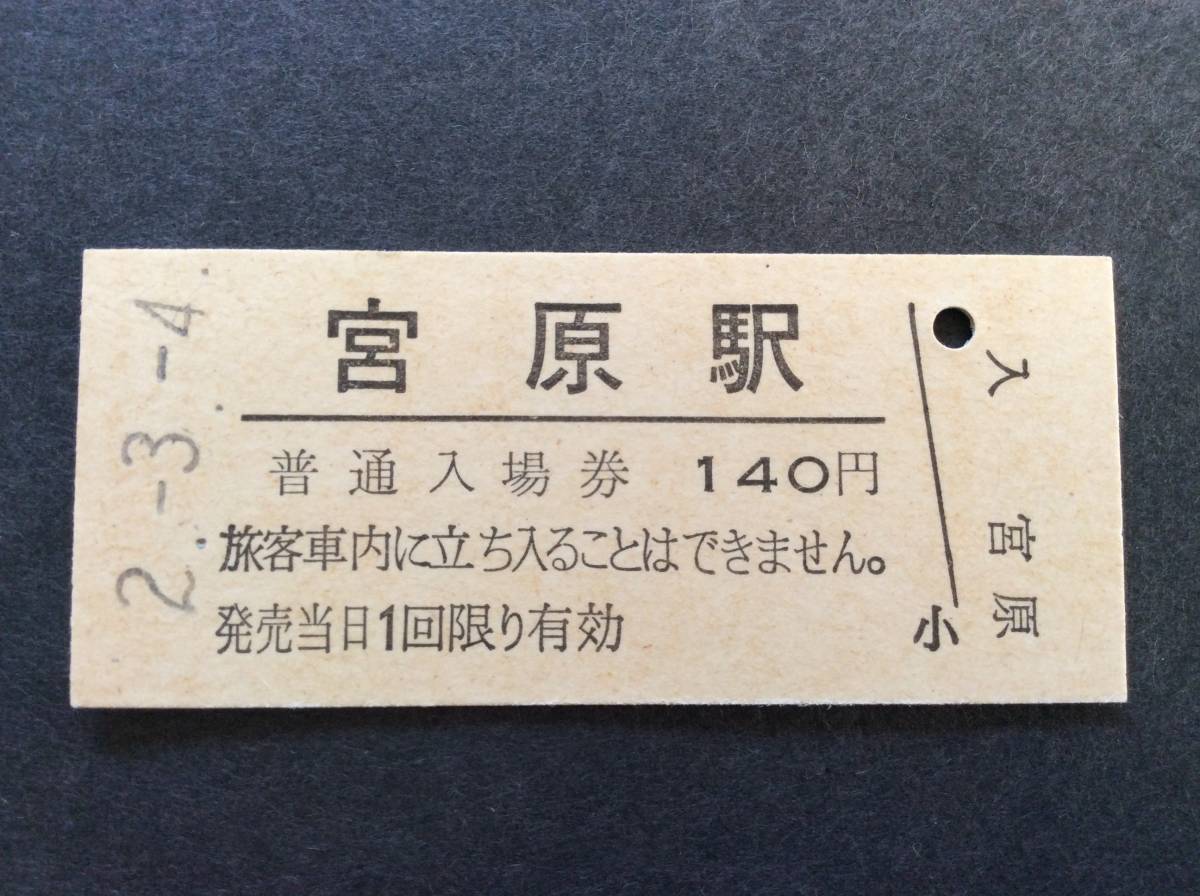 2.-3.-4.
宮原駅
普通入場券 140円
旅客車内に立ち入ることはできません。
発売当日1回限り有効
入 宮原
小